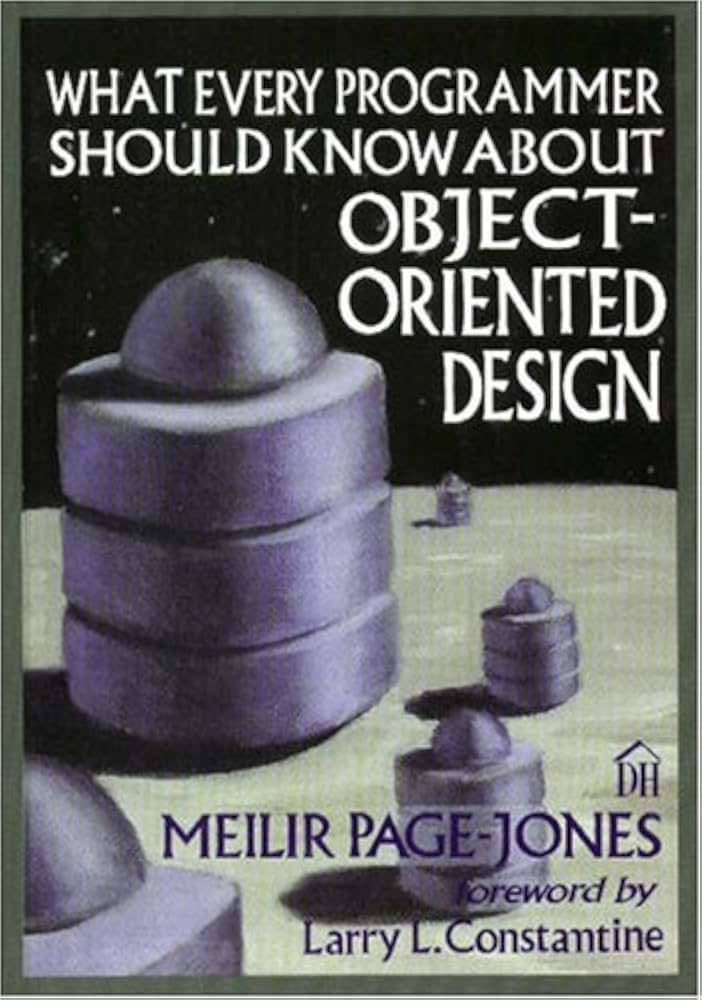 WHAT EVERY PROGRAMMER
SHOULD KNOW ABOUT
OBJECT-
ORIENTED
DESIGN
DH
MEILIR PAGE-JONES
foreword by
Larry L. Constantine